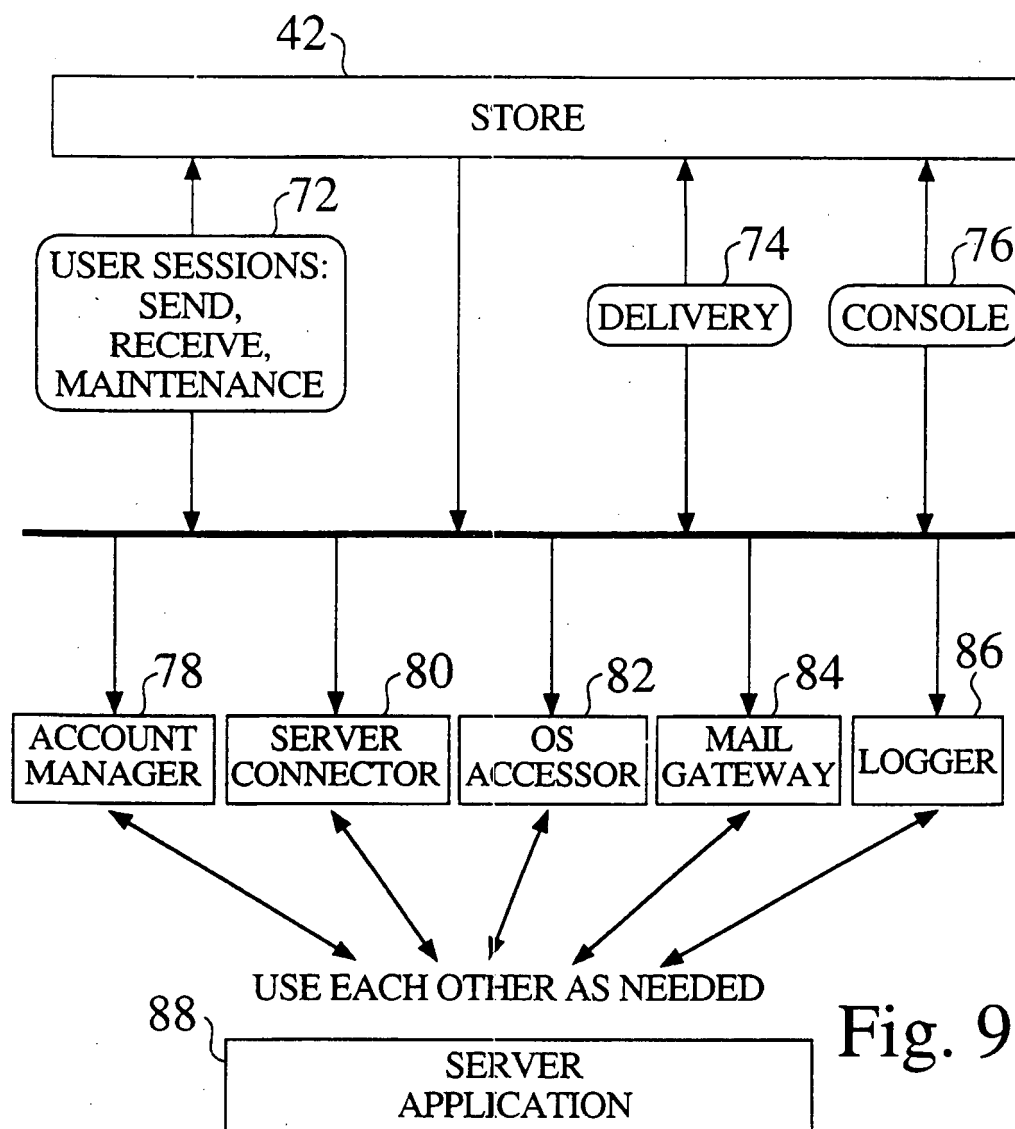 42
STORE
72
USER SESSIONS:
SEND,
RECEIVE,
MAINTENANCE
74
DELIVERY
76
CONSOLE
78
ACCOUNT
MANAGER
80
SERVER
CONNECTOR
82
OS
ACCESSOR
84
MAIL
GATEWAY
86
LOGGER
USE EACH OTHER AS NEEDED
88
SERVER
APPLICATION
Fig. 9